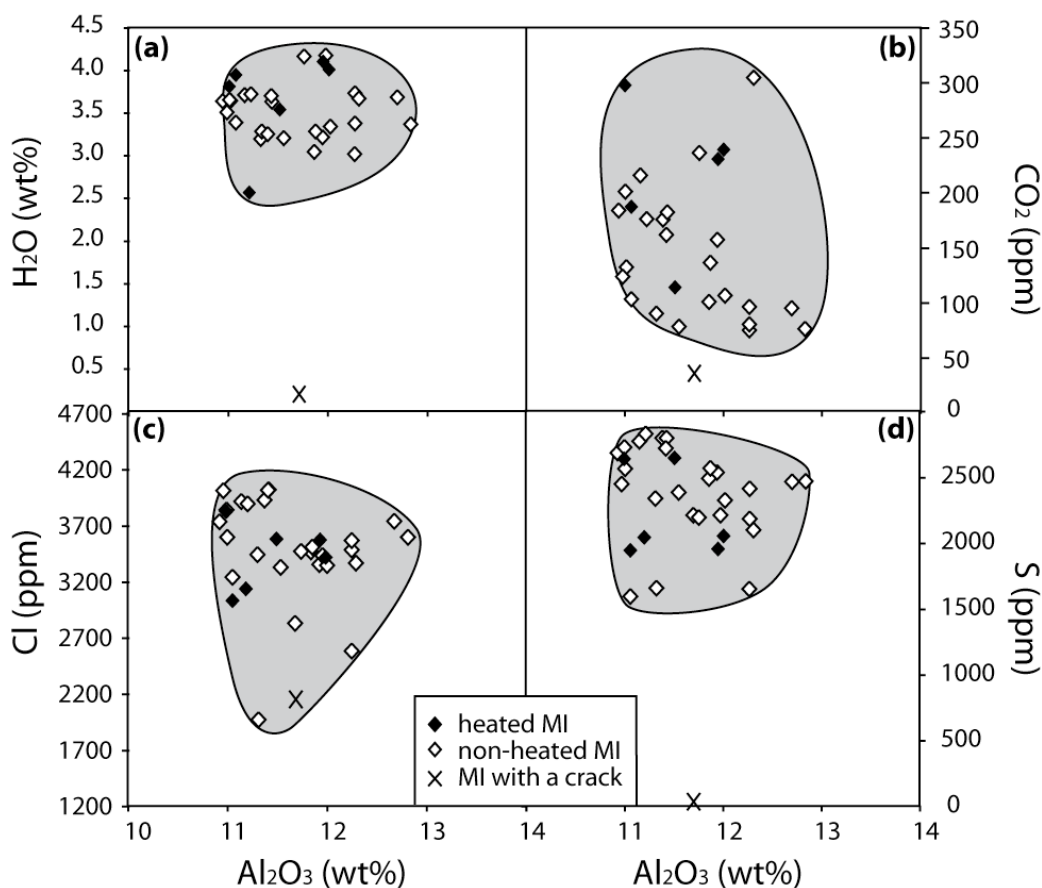 (a)
4.5
4.0
3.5
3.0
2.5
2.0
1.5
1.0
0.5
H2O (wt%)
(b)
350
300
250
200
150
100
50
0
CO2 (ppm)
(c)
4700
4200
3700
3200
2700
2200
1700
1200
Cl (ppm)
(d)
2500
2000
1500
1000
500
0
S (ppm)
heated MI
non-heated MI
MI with a crack
10 11 12 13 14
11 12 13 14
Al2O3 (wt%)
Al2O3 (wt%)